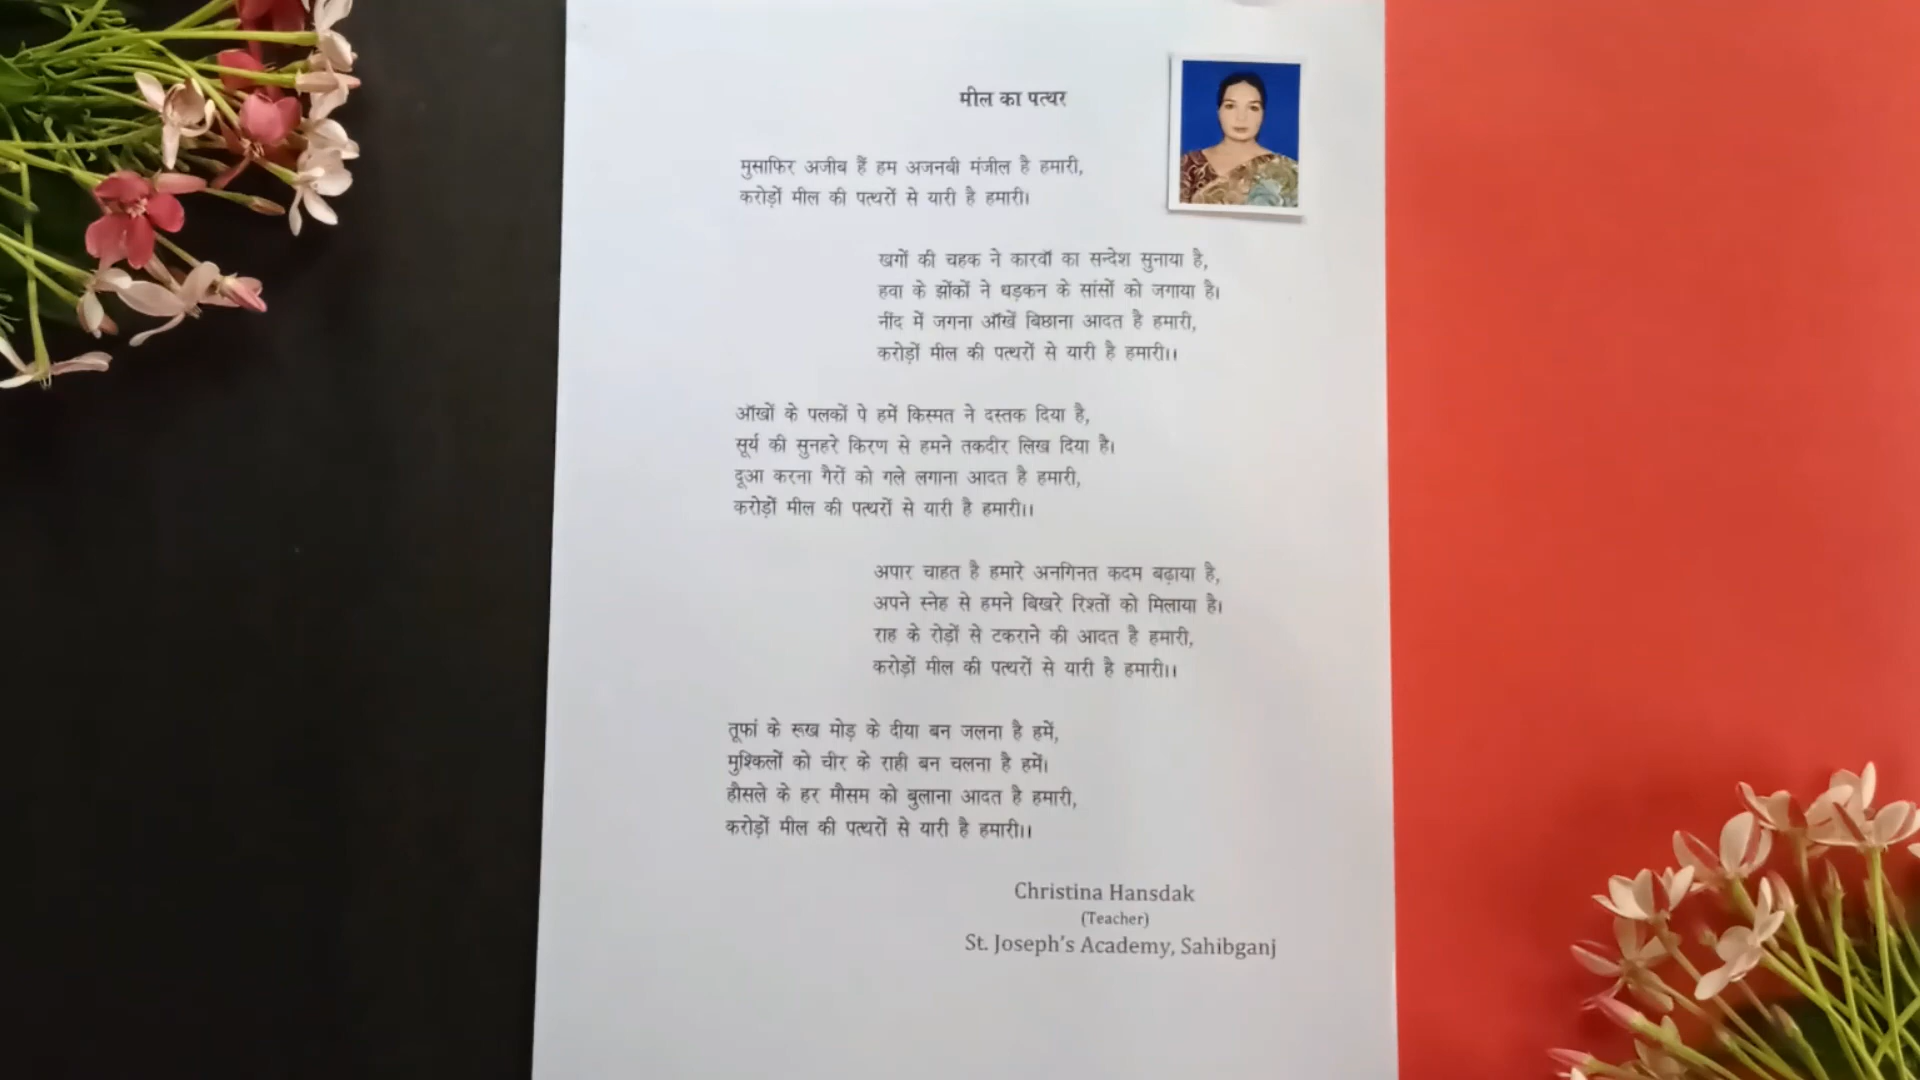 मील का पत्थर
मुसाफिर अजीब हैं हम अजनबी मंजील है हमारी,
करोड़ों मील की पत्थरों से यारी है हमारी।
खगों की चहक ने कारवॉ का सन्देश सुनाया है,
हवा के झोंकों ने धड़कन के सांसों को जगाया है।
नींद में जगना ऑखें बिछाना आदत है हमारी,
करोड़ों मील की पत्थरों से यारी है हमारी।।
ऑखों के पलकों पे हमें किस्मत ने दस्तक दिया है,
सूर्य की सुनहरे किरण से हमने तकदीर लिख दिया है।
दूआ करना गैरों को गले लगाना आदत है हमारी,
करोड़ों मील की पत्थरों से यारी है हमारी।।
अपार चाहत है हमारे अनगिनत कदम बढ़ाया है,
अपने स्नेह से हमने बिखरे रिश्तों को मिलाया है।
राह के रोड़ों से टकराने की आदत है हमारी,
करोड़ों मील की पत्थरों से यारी है हमारी।।
तूफां के रूख मोड़ के दीया बन जलना है हमें,
मुश्किलों को चीर के राही बन चलना है हमें।
हौसले के हर मौसम को बुलाना आदत है हमारी,
करोड़ों मील की पत्थरों से यारी है हमारी।।
Christina Hansdak
(Teacher)
St. Joseph's Academy, Sahibganj